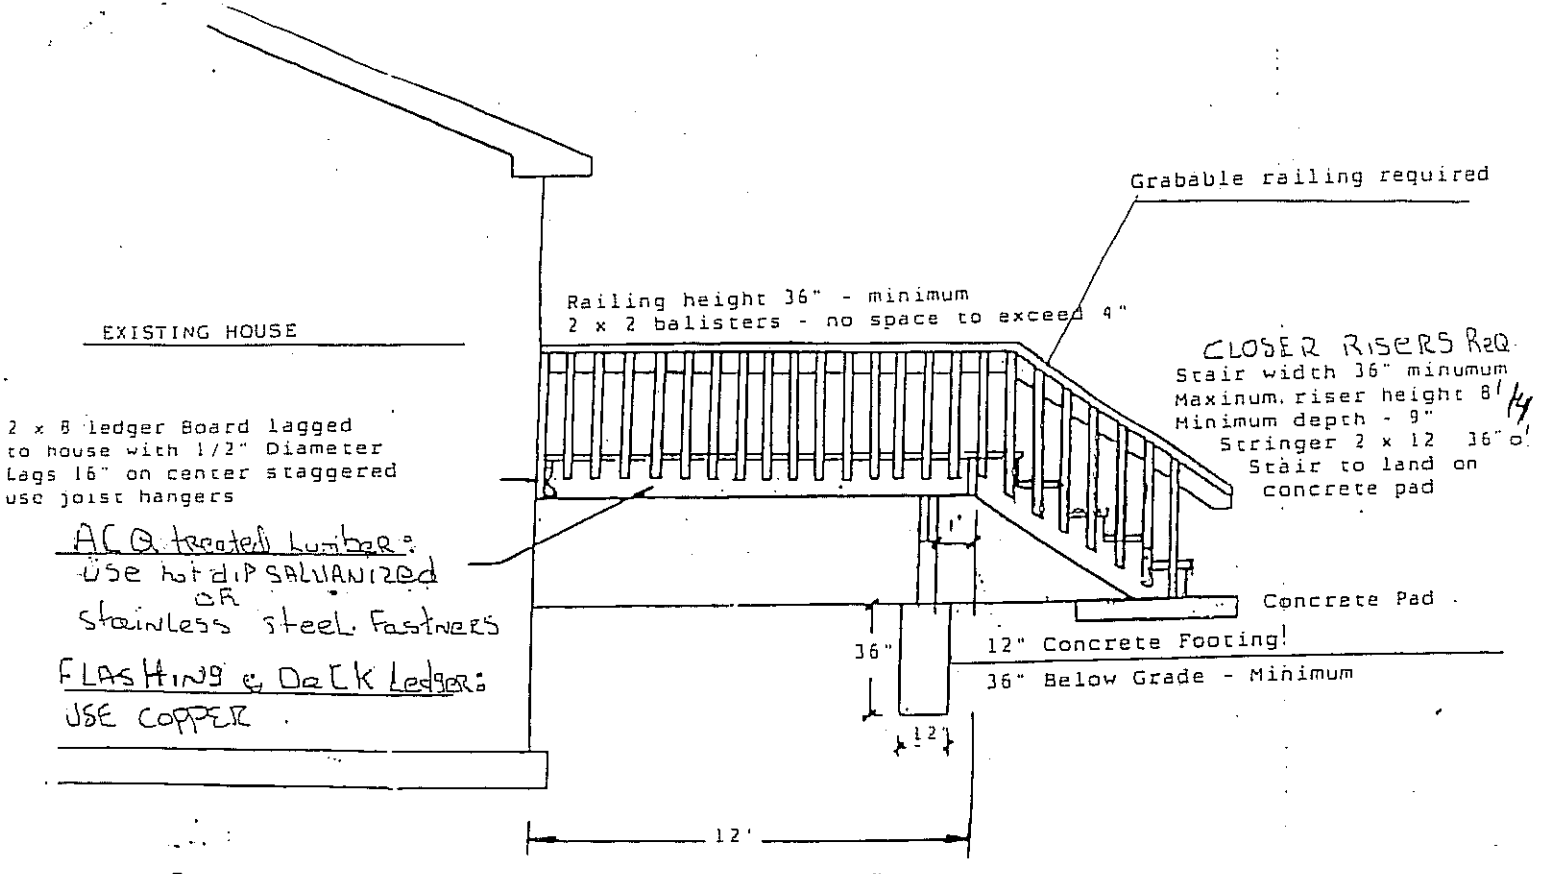 Grabable railing required
Railing height 36" - minimum
2 x 2 balisters - no space to exceed 4"
EXISTING HOUSE
CLOSER RISERS REQ.
Stair width 36" minumum
Maxinum. riser height 8 1/4
Minimum depth - 9"
Stringer 2 x 12 36" o
Stair to land on
concrete pad
2 x 8 ledger Board lagged
to house with 1/2" Diameter
Lags 16" on center staggered
use joist hangers
ACQ treated Lumber:
USE hot dip GALVANIZED
OR
Stainless Steel. Fastners
FLASHING @ DECK Ledger:
USE COPPER.
1'
Concrete Pad
36"
12" Concrete Footing!
36" Below Grade - Minimum
12"
12'